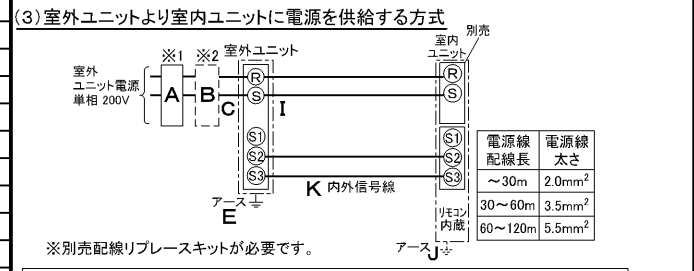 (3)室外ユニットより室内ユニットに電源を供給する方式
別売
※1 ※2 室外ユニット
室内
ユニット
室外
ユニット電源
単相 200V
A B
R R
S S
C I
S1 S1
S2 S2
S3 S3
K 内外信号線
アース
E
リモコン
内蔵
アース J
電源線
配線長
電源線
太さ
～30m 2.0mm²
30～60m 3.5mm²
60～120m 5.5mm²
※別売配線リプレースキットが必要です。